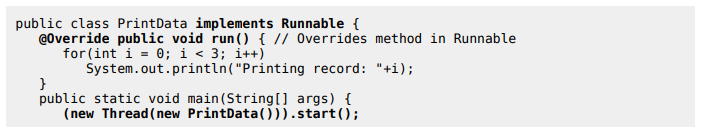 public class PrintData implements Runnable {
@Override public void run() { // Overrides method in Runnable
for(int i = 0; i < 3; i++)
System.out.println("Printing record: "+i);
}
public static void main(String[] args) {
(new Thread(new PrintData())).start();